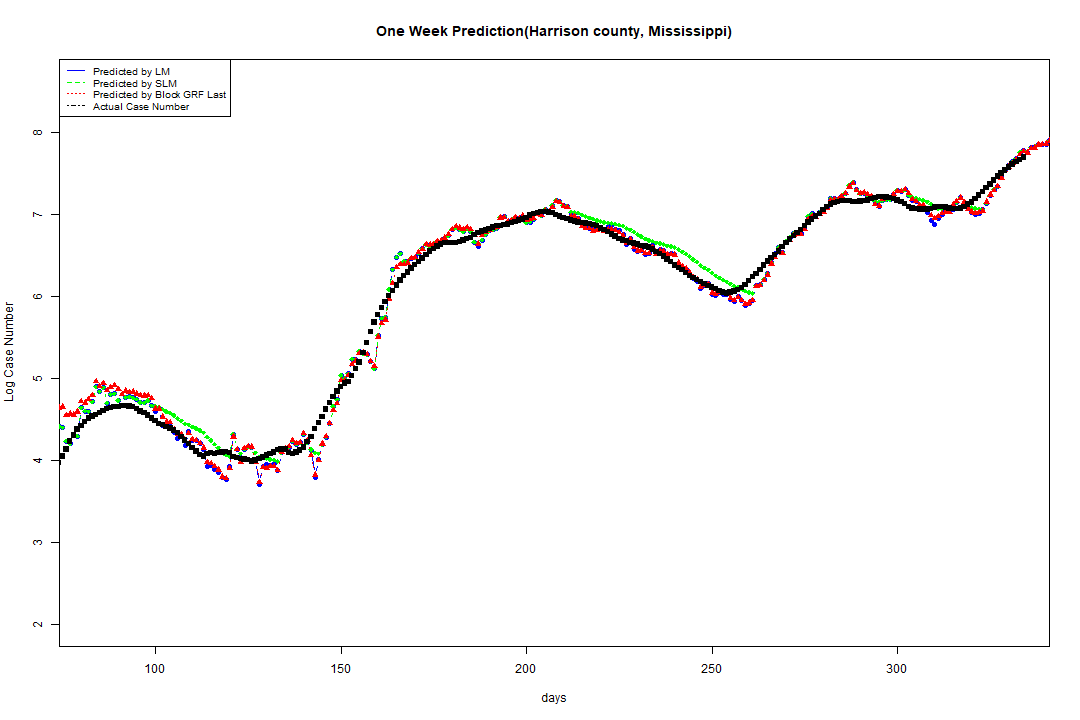 One Week Prediction(Harrison county, Mississippi)
Predicted by LM
Predicted by SLM
Predicted by Block GRF Last
Actual Case Number
8
7
6
5
4
3
2
Log Case Number
100 150 200 250 300
days